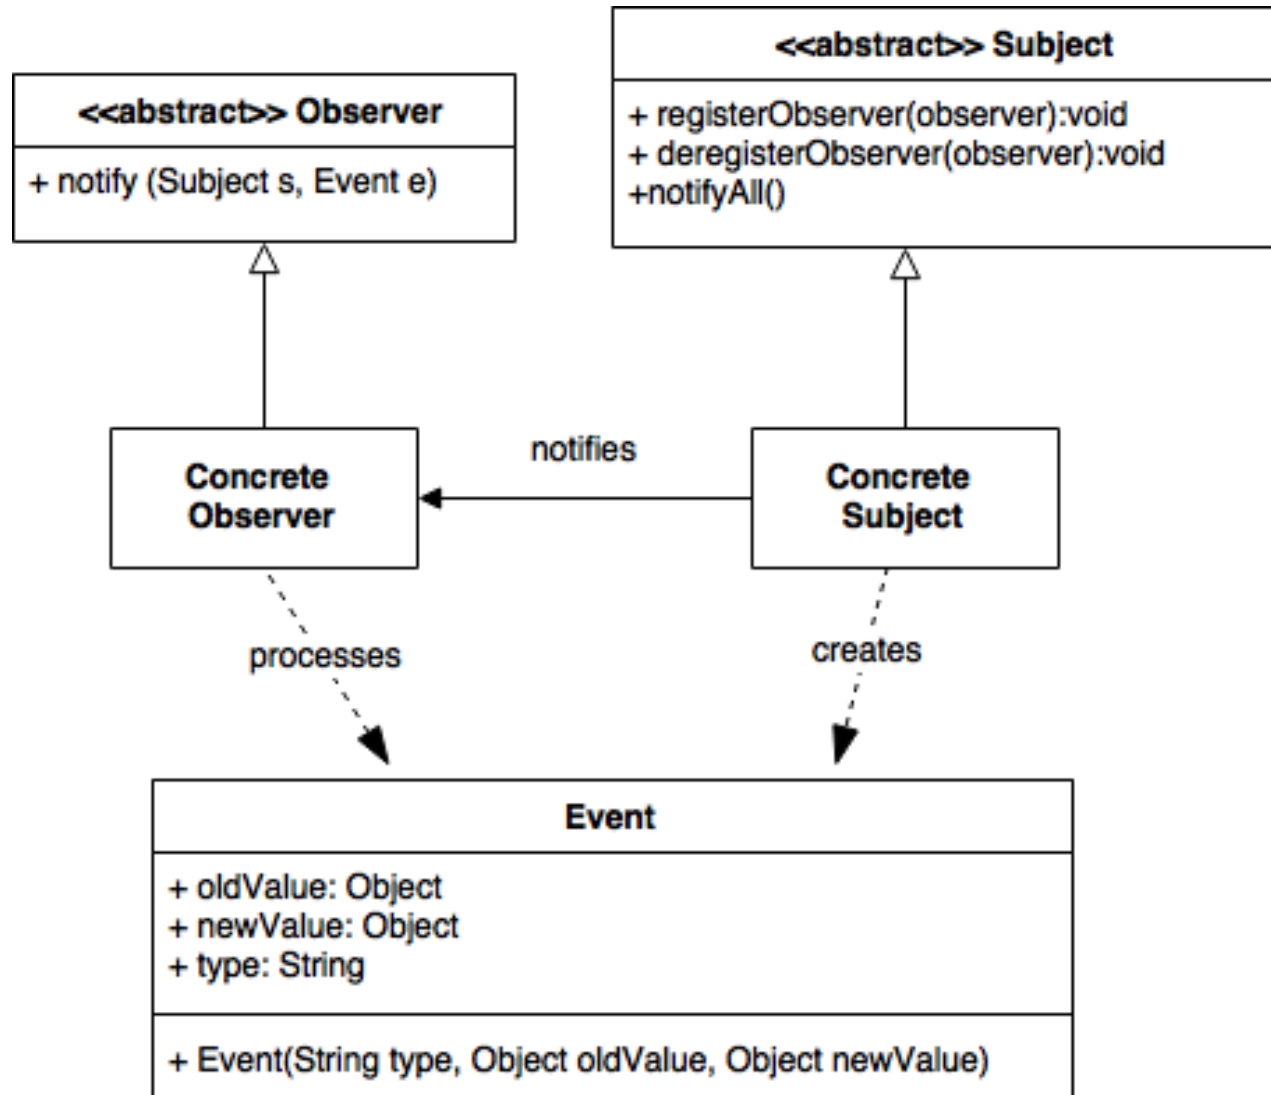 <<abstract>> Subject
+ registerObserver(observer):void
+ deregisterObserver(observer):void
+notifyAll()
<<abstract>> Observer
+ notify (Subject s, Event e)
notifies
Concrete
Observer
Concrete
Subject
processes
creates
Event
+ oldValue: Object
+ newValue: Object
+ type: String
+ Event(String type, Object oldValue, Object newValue)